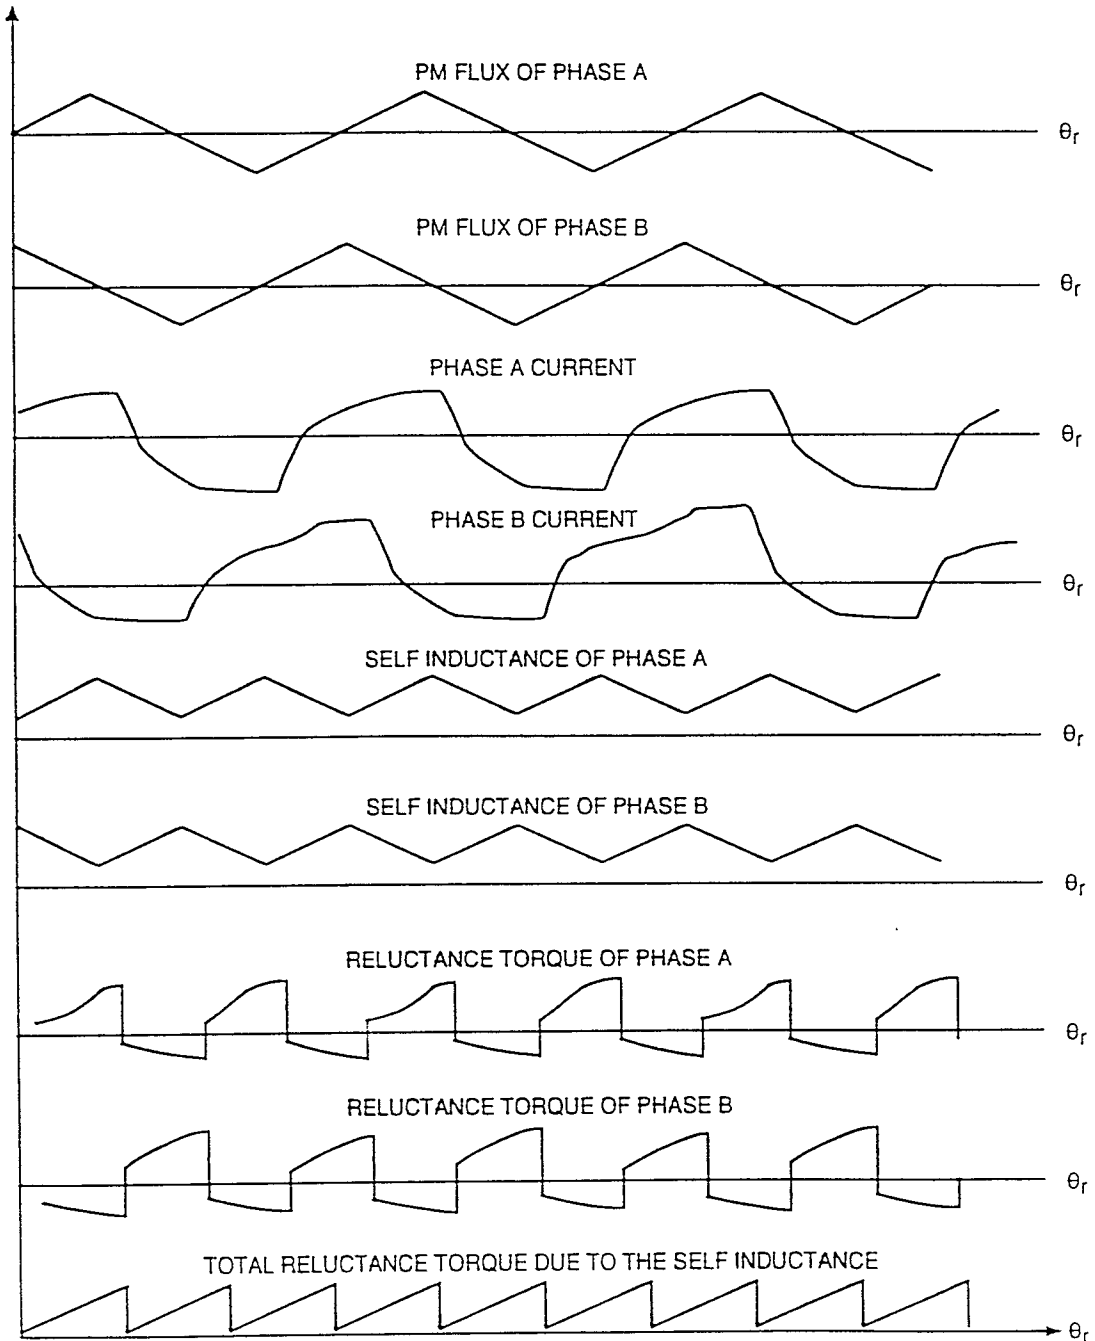 PM FLUX OF PHASE A
θr
PM FLUX OF PHASE B
θr
PHASE A CURRENT
θr
PHASE B CURRENT
θr
SELF INDUCTANCE OF PHASE A
θr
SELF INDUCTANCE OF PHASE B
θr
RELUCTANCE TORQUE OF PHASE A
θr
RELUCTANCE TORQUE OF PHASE B
θr
TOTAL RELUCTANCE TORQUE DUE TO THE SELF INDUCTANCE
θr